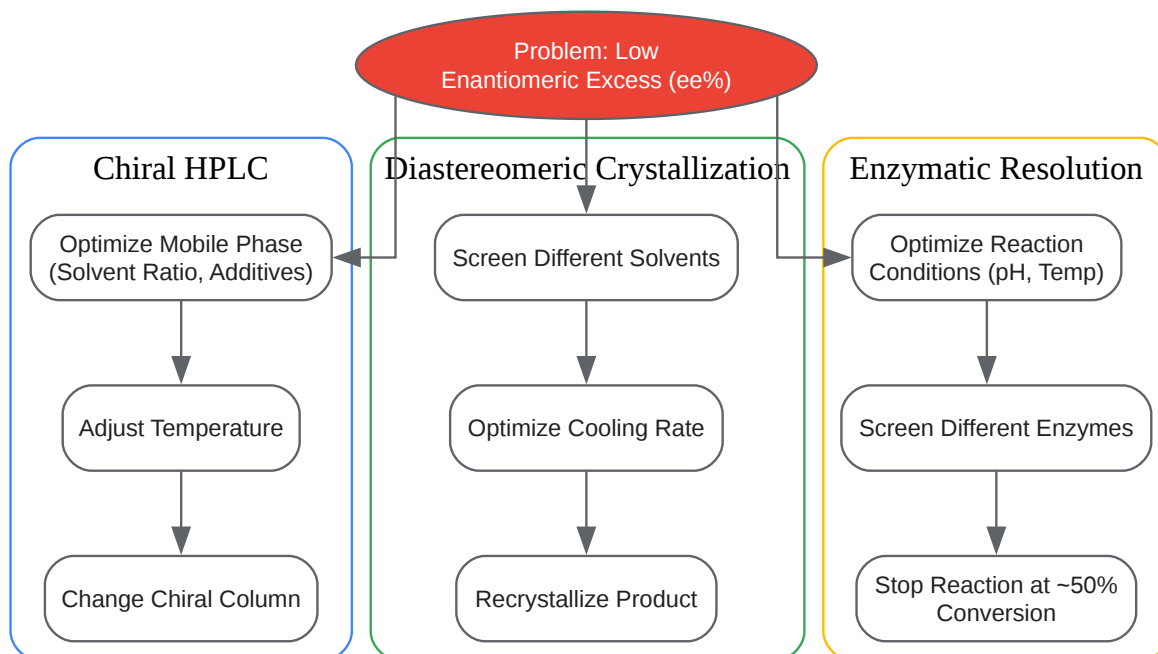 Problem: Low
Enantiomeric Excess (ee%)
Chiral HPLC
Optimize Mobile Phase
(Solvent Ratio, Additives)
Adjust Temperature
Change Chiral Column
Diastereomeric Crystallization
Screen Different Solvents
Optimize Cooling Rate
Recrystallize Product
Enzymatic Resolution
Optimize Reaction
Conditions (pH, Temp)
Screen Different Enzymes
Stop Reaction at ~50%
Conversion